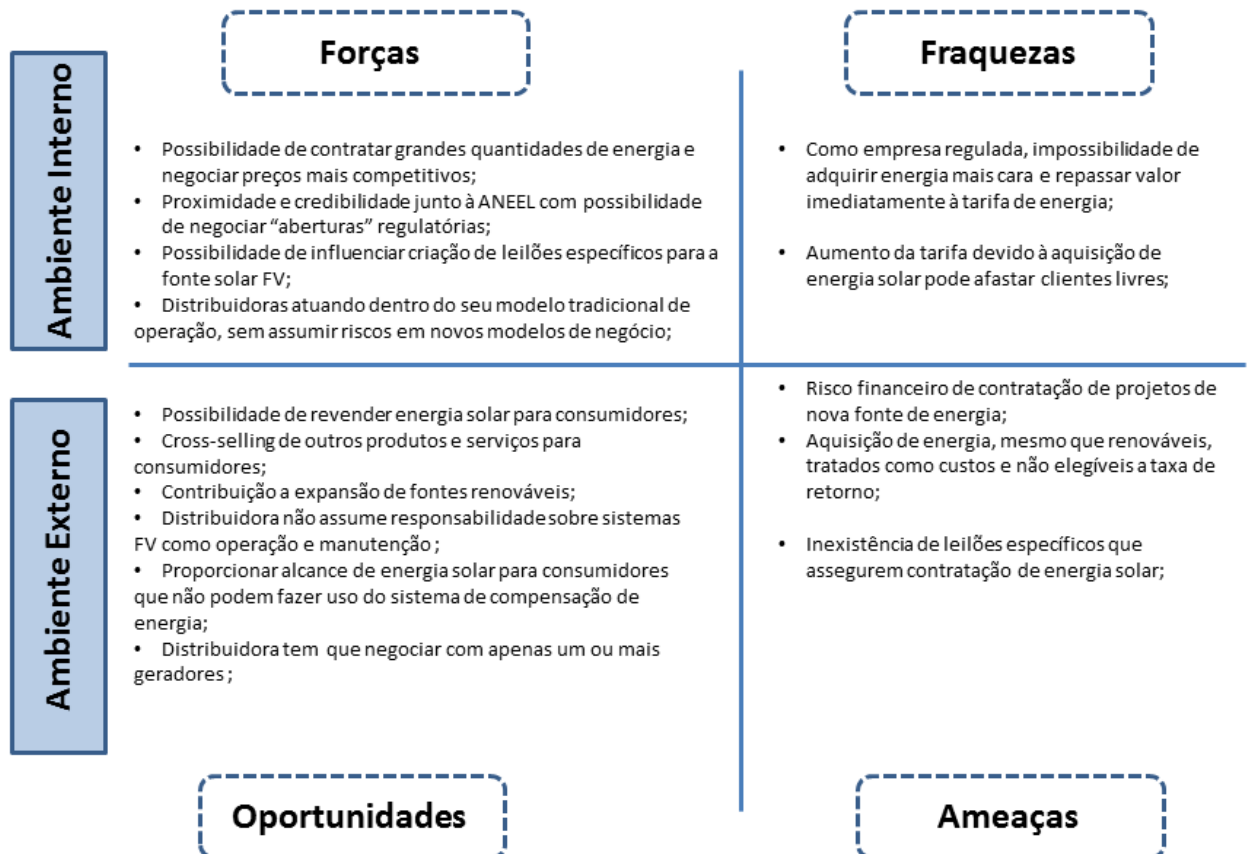 Forças
Fraquezas
Ambiente Interno
• Possibilidade de contratar grandes quantidades de energia e
negociar preços mais competitivos;
• Proximidade e credibilidade junto à ANEEL com possibilidade
de negociar “aberturas” regulatórias;
• Possibilidade de influenciar criação de leilões específicos para a
fonte solar FV;
• Distribuidoras atuando dentro do seu modelo tradicional de
operação, sem assumir riscos em novos modelos de negócio;
• Como empresa regulada, impossibilidade de
adquirir energia mais cara e repassar valor
imediatamente à tarifa de energia;
• Aumento da tarifa devido à aquisição de
energia solar pode afastar clientes livres;
Ambiente Externo
• Possibilidade de revender energia solar para consumidores;
• Cross-selling de outros produtos e serviços para
consumidores;
• Contribuição a expansão de fontes renováveis;
• Distribuidora não assume responsabilidade sobre sistemas
FV como operação e manutenção ;
• Proporcionar alcance de energia solar para consumidores
que não podem fazer uso do sistema de compensação de
energia;
• Distribuidora tem que negociar com apenas um ou mais
geradores ;
• Risco financeiro de contratação de projetos de
nova fonte de energia;
• Aquisição de energia, mesmo que renováveis,
tratados como custos e não elegíveis a taxa de
retorno;
• Inexistência de leilões específicos que
assegurem contratação de energia solar;
Oportunidades
Ameaças